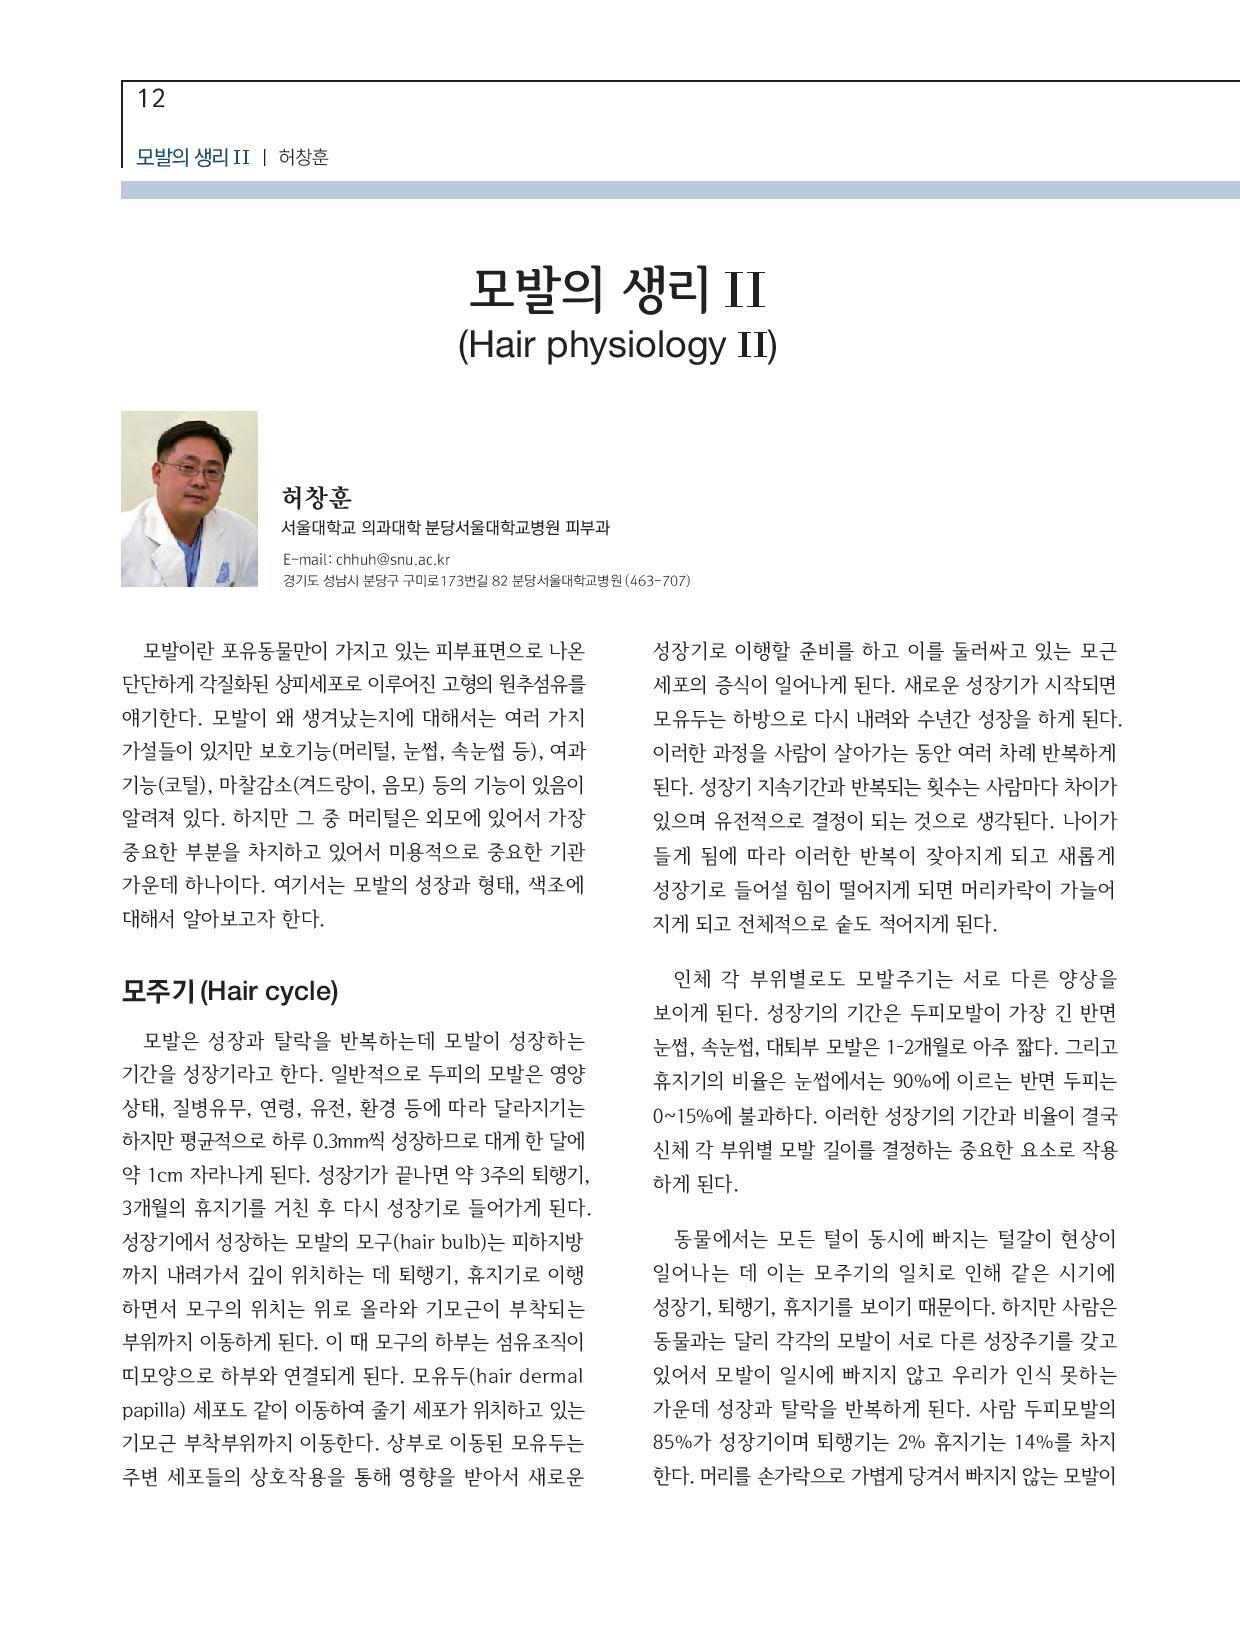 12
모발의 생리 II | 허창훈
모발의 생리 II
(Hair physiology II)
허창훈
서울대학교 의과대학 분당서울대학교병원 피부과
E-mail: chhuh@snu.ac.kr
경기도 성남시 분당구 구미로173번길 82 분당서울대학교병원 (463-707)
모발이란 포유동물만이 가지고 있는 피부표면으로 나온
단단하게 각질화된 상피세포로 이루어진 고형의 원추섬유를
얘기한다. 모발이 왜 생겨났는지에 대해서는 여러 가지
가설들이 있지만 보호기능(머리털, 눈썹, 속눈썹 등), 여과
기능(코털), 마찰감소(겨드랑이, 음모) 등의 기능이 있음이
알려져 있다. 하지만 그 중 머리털은 외모에 있어서 가장
중요한 부분을 차지하고 있어서 미용적으로 중요한 기관
가운데 하나이다. 여기서는 모발의 성장과 형태, 색조에
대해서 알아보고자 한다.
모주기 (Hair cycle)
모발은 성장과 탈락을 반복하는데 모발이 성장하는
기간을 성장기라고 한다. 일반적으로 두피의 모발은 영양
상태, 질병유무, 연령, 유전, 환경 등에 따라 달라지기는
하지만 평균적으로 하루 0.3mm씩 성장하므로 대게 한 달에
약 1cm 자라나게 된다. 성장기가 끝나면 약 3주의 퇴행기,
3개월의 휴지기를 거친 후 다시 성장기로 들어가게 된다.
성장기에서 성장하는 모발의 모구(hair bulb)는 피하지방
까지 내려가서 깊이 위치하는 데 퇴행기, 휴지기로 이행
하면서 모구의 위치는 위로 올라와 기모근이 부착되는
부위까지 이동하게 된다. 이 때 모구의 하부는 섬유조직이
띠모양으로 하부와 연결되게 된다. 모유두(hair dermal
papilla) 세포도 같이 이동하여 줄기 세포가 위치하고 있는
기모근 부착부위까지 이동한다. 상부로 이동된 모유두는
주변 세포들의 상호작용을 통해 영향을 받아서 새로운
성장기로 이행할 준비를 하고 이를 둘러싸고 있는 모근
세포의 증식이 일어나게 된다. 새로운 성장기가 시작되면
모유두는 하방으로 다시 내려와 수년간 성장을 하게 된다.
이러한 과정을 사람이 살아가는 동안 여러 차례 반복하게
된다. 성장기 지속기간과 반복되는 횟수는 사람마다 차이가
있으며 유전적으로 결정이 되는 것으로 생각된다. 나이가
들게 됨에 따라 이러한 반복이 잦아지게 되고 새롭게
성장기로 들어설 힘이 떨어지게 되면 머리카락이 가늘어
지게 되고 전체적으로 숱도 적어지게 된다.
인체 각 부위별로도 모발주기는 서로 다른 양상을
보이게 된다. 성장기의 기간은 두피모발이 가장 긴 반면
눈썹, 속눈썹, 대퇴부 모발은 1-2개월로 아주 짧다. 그리고
휴지기의 비율은 눈썹에서는 90%에 이르는 반면 두피는
0~15%에 불과하다. 이러한 성장기의 기간과 비율이 결국
신체 각 부위별 모발 길이를 결정하는 중요한 요소로 작용
하게 된다.
동물에서는 모든 털이 동시에 빠지는 털갈이 현상이
일어나는 데 이는 모주기의 일치로 인해 같은 시기에
성장기, 퇴행기, 휴지기를 보이기 때문이다. 하지만 사람은
동물과는 달리 각각의 모발이 서로 다른 성장주기를 갖고
있어서 모발이 일시에 빠지지 않고 우리가 인식 못하는
가운데 성장과 탈락을 반복하게 된다. 사람 두피모발의
85%가 성장기이며 퇴행기는 2% 휴지기는 14%를 차지
한다. 머리를 손가락으로 가볍게 당겨서 빠지지 않는 모발이